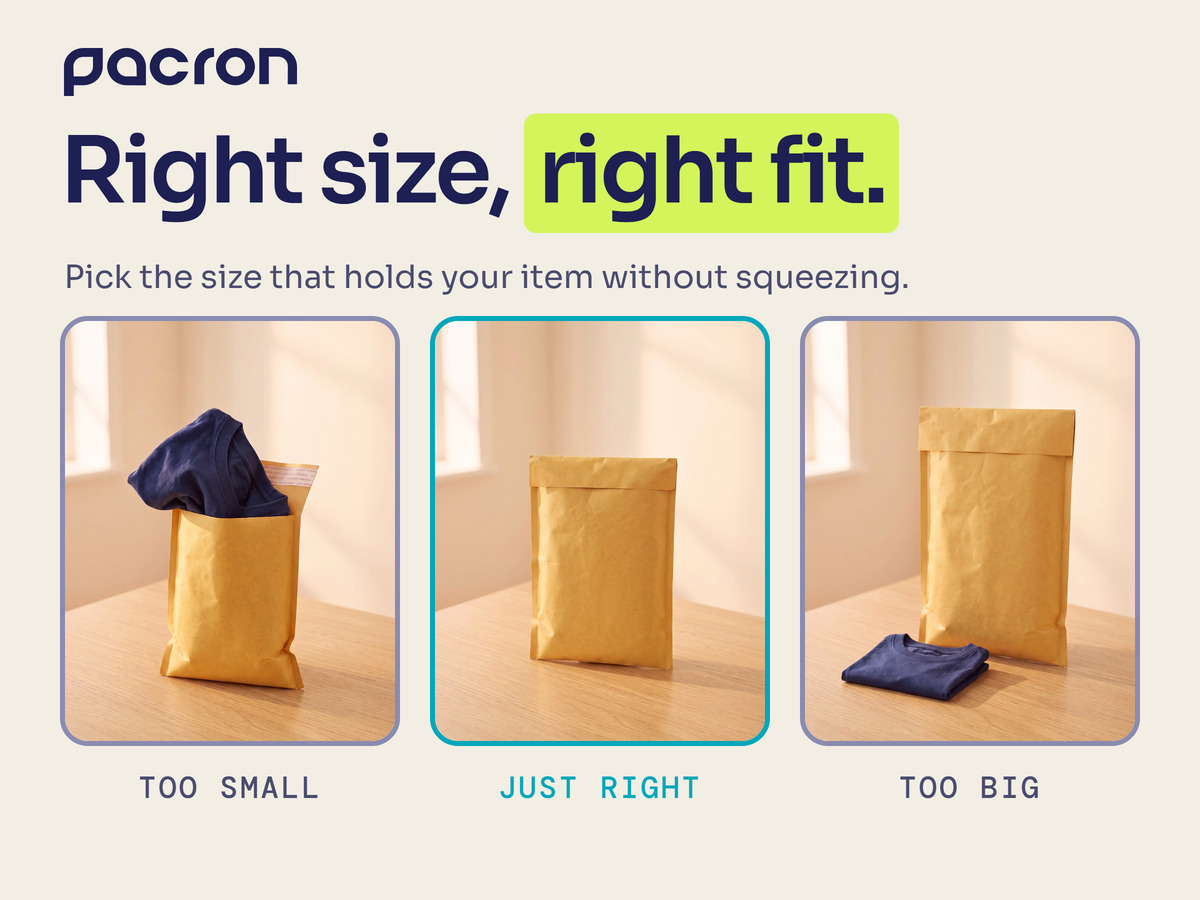 pacron
Right size, right fit.
Pick the size that holds your item without squeezing.
TOO SMALL
JUST RIGHT
TOO BIG